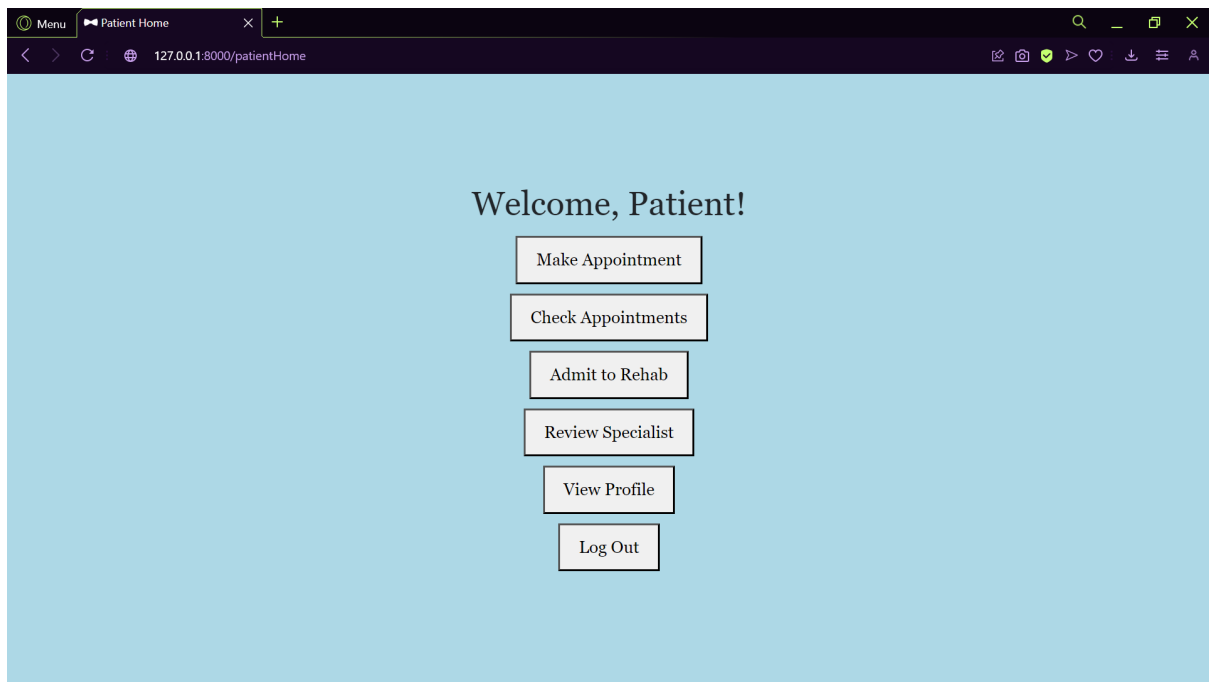 Menu
Patient Home
127.0.0.1:8000/patientHome
Welcome, Patient!
Make Appointment
Check Appointments
Admit to Rehab
Review Specialist
View Profile
Log Out